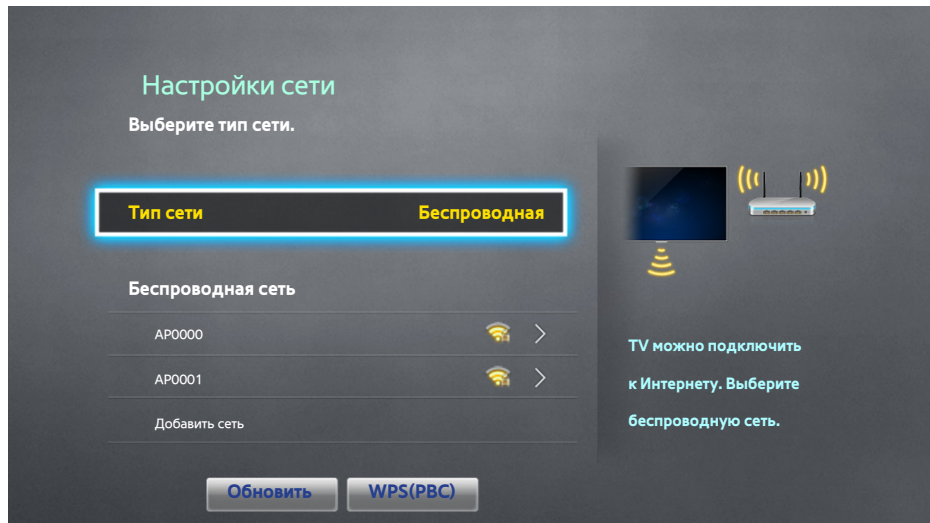 Настройки сети
Выберите тип сети.
Тип сети Беспроводная
Беспроводная сеть
AP0000
AP0001
Добавить сеть
TV можно подключить
к Интернету. Выберите
беспроводную сеть.
Обновить WPS(PBC)